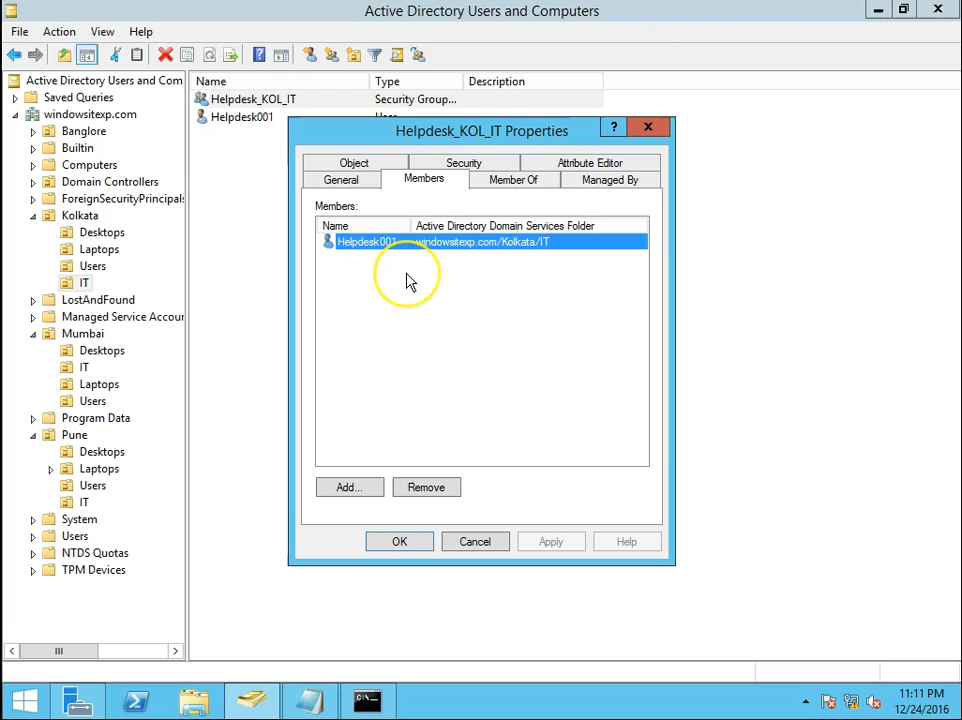 Active Directory Users and Computers
File Action View Help
Active Directory Users and Com
Saved Queries
windowsitexp.com
Banglore
Builtin
Computers
Domain Controllers
ForeignSecurityPrincipals
Kolkata
Desktops
Laptops
Users
IT
LostAndFound
Managed Service Accour
Mumbai
Desktops
IT
Laptops
Users
Program Data
Pune
Desktops
Laptops
Users
IT
System
Users
NTDS Quotas
TPM Devices
Name Type Description
Helpdesk_KOL_IT Security Group...
Helpdesk001 User
Helpdesk_KOL_IT Properties
?
Object Security Attribute Editor
General Members Member Of Managed By
Members:
Name Active Directory Domain Services Folder
Helpdesk001 windowsitexp.com/Kolkata/IT
Add... Remove
OK Cancel Apply Help
11:11 PM
12/24/2016